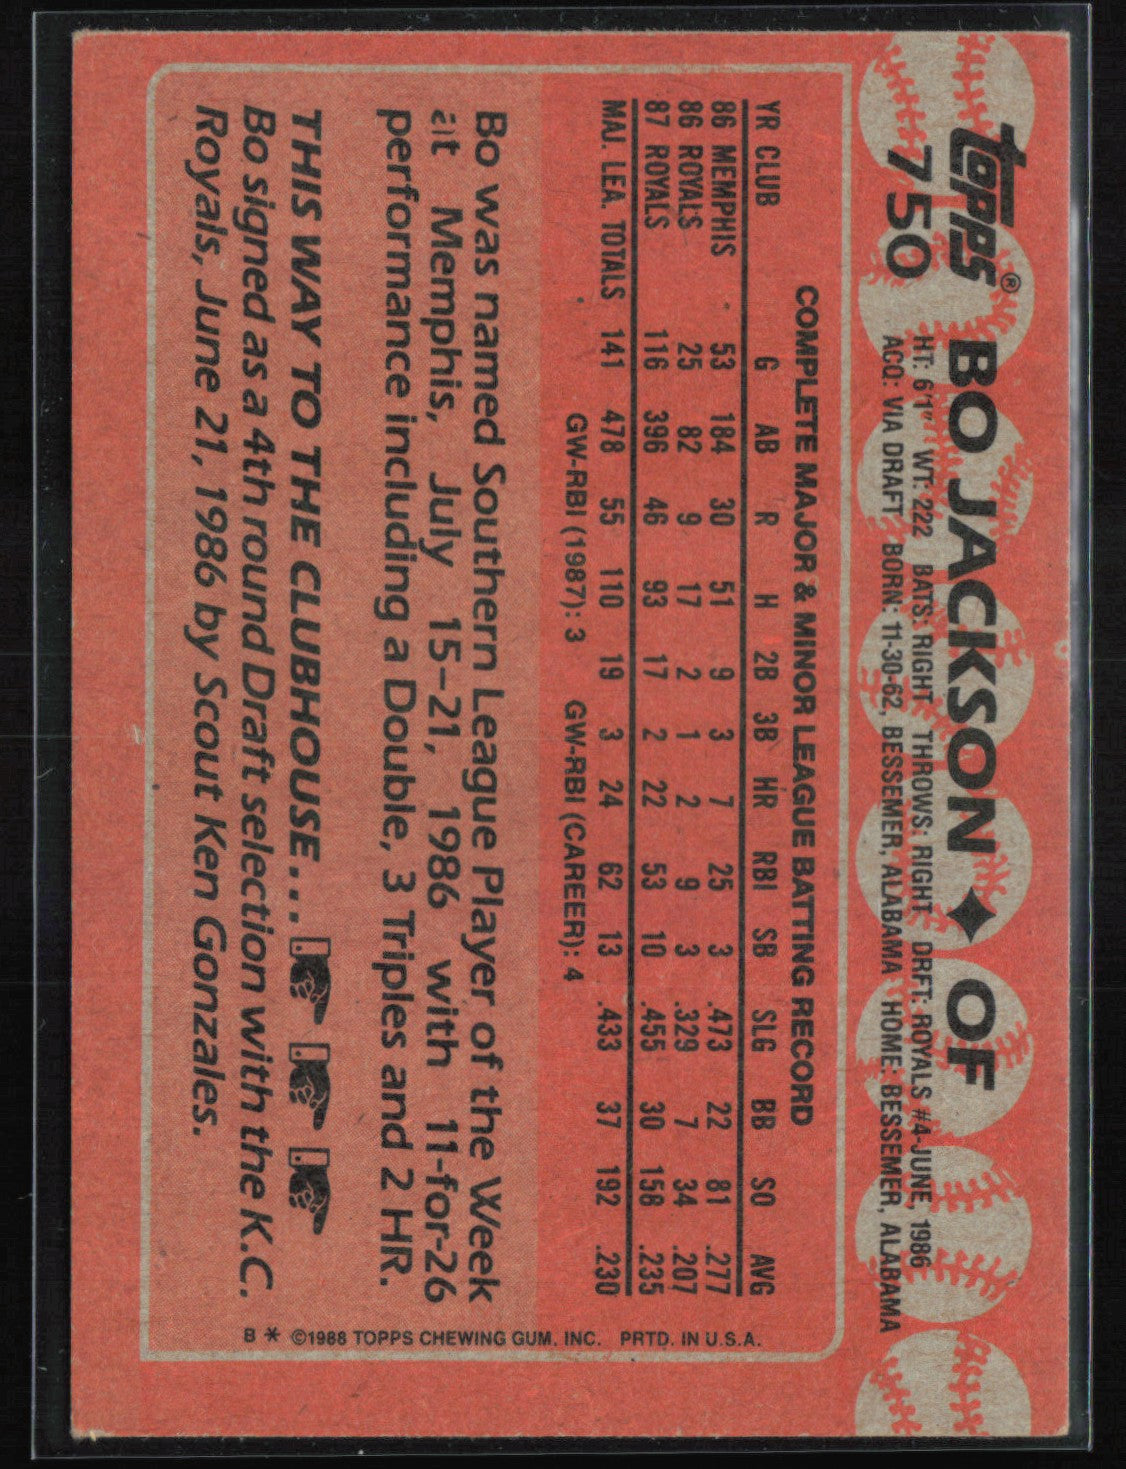 topps® BO JACKSON ♦ OF
750 HT: 6'1" WT: 222 BATS: RIGHT THROWS: RIGHT DRFT: ROYALS #4-JUNE, 1986
ACQ: VIA DRAFT BORN: 11-30-62, BESSEMER, ALABAMA HOME: BESSEMER, ALABAMA
COMPLETE MAJOR & MINOR LEAGUE BATTING RECORD
YR CLUB G AB R H 2B 3B HR RBI SB SLG BB SO AVG
86 MEMPHIS 53 184 30 51 9 3 7 25 3 .473 22 81 .277
86 ROYALS 25 82 9 17 2 1 2 9 3 .329 7 34 .207
87 ROYALS 116 396 46 93 17 2 22 53 10 .455 30 158 .235
MAJ. LEA. TOTALS 141 478 55 110 19 3 24 62 13 .433 37 192 .230
GW-RBI (1987): 3 GW-RBI (CAREER): 4
Bo was named Southern League Player of the Week
at Memphis, July 15-21, 1986 with 11-for-26
performance including a Double, 3 Triples and 2 HR.
THIS WAY TO THE CLUBHOUSE...
Bo signed as a 4th round Draft selection with the K.C.
Royals, June 21, 1986 by Scout Ken Gonzales.
B * ©1988 TOPPS CHEWING GUM, INC. PRTD. IN U.S.A.